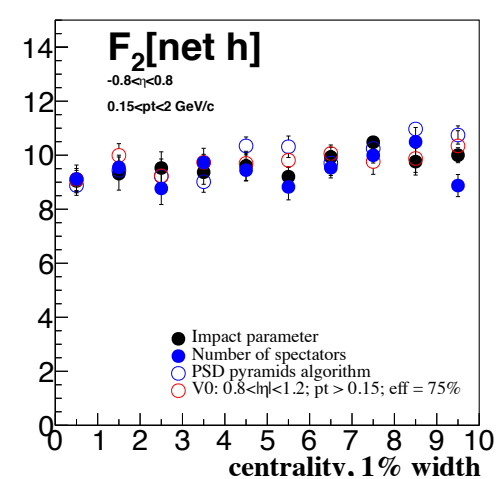 F2[net h]
-0.8<η<0.8
0.15<pt<2 GeV/c
14
12
10
8
6
4
2
0
Impact parameter
Number of spectators
PSD pyramids algorithm
V0: 0.8<|η|<1.2; pt > 0.15; eff = 75%
0 1 2 3 4 5 6 7 8 9 10
centrality, 1% width